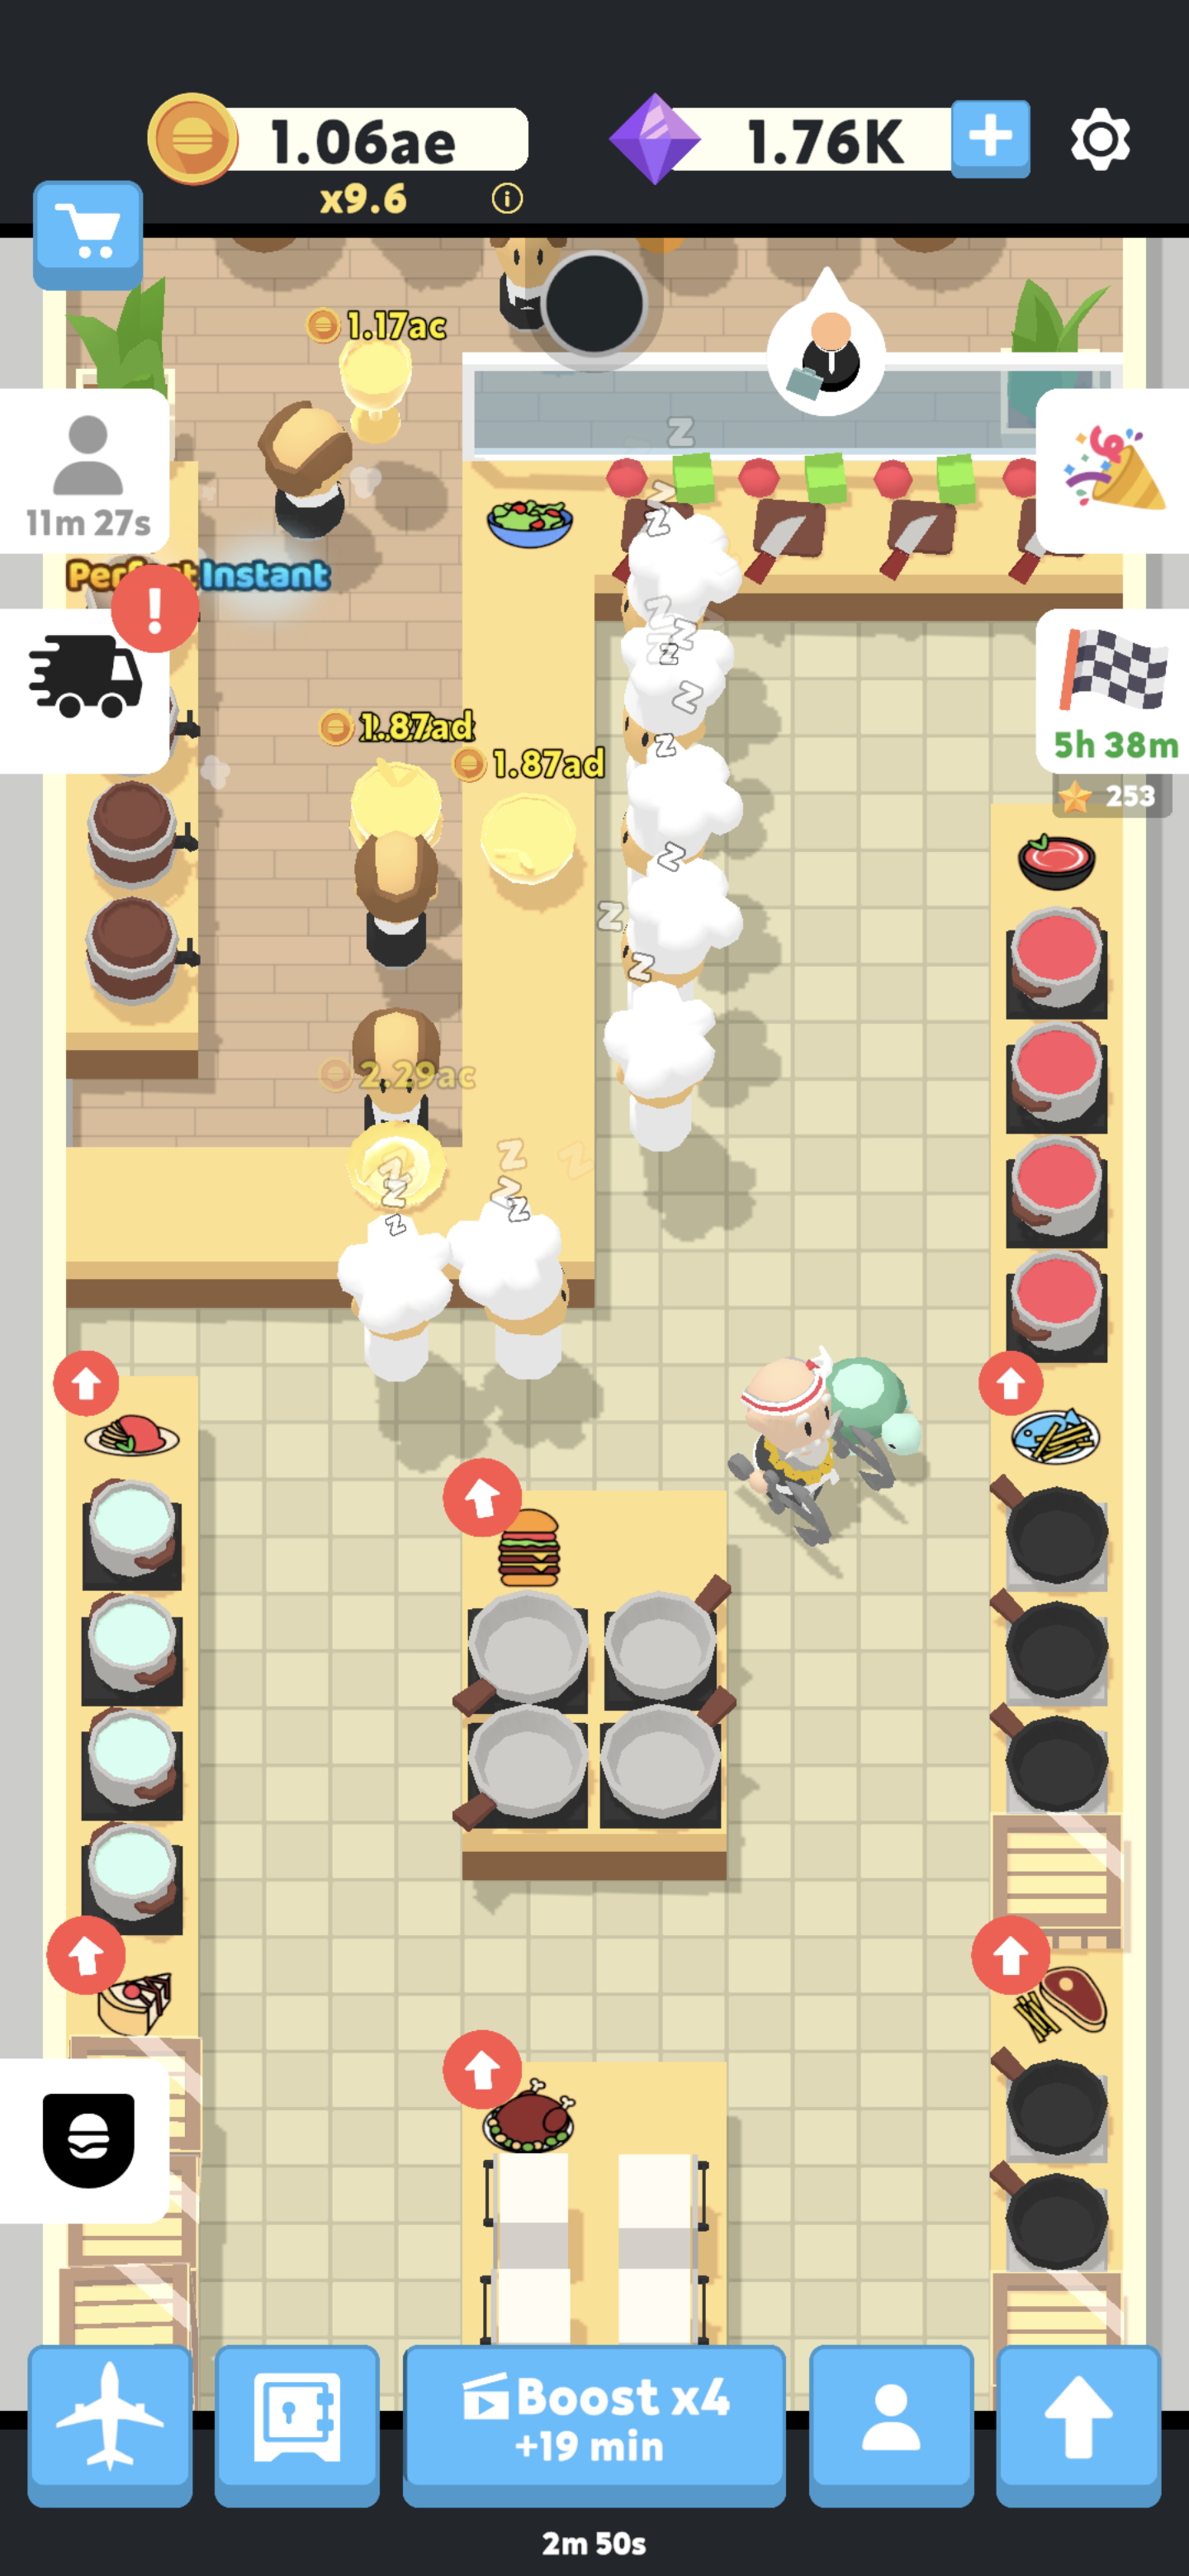 1.06ae
1.76K
x9.6
1.17ac
11m 27s
Perfect Instant
!
1.87ad
1.87ad
5h 38m
253
2.29ac
Boost x4
+19 min
2m 50s